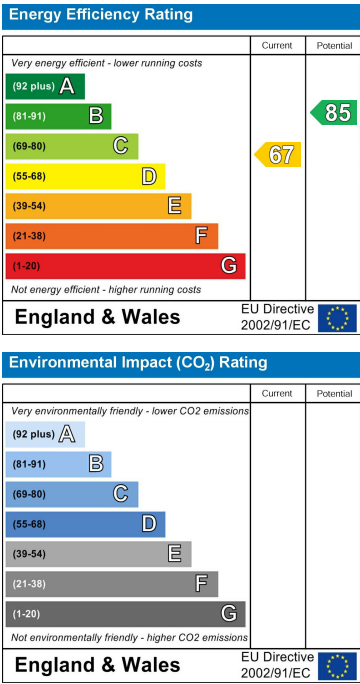 Energy Efficiency Rating
Current Potential
Very energy efficient - lower running costs
(92 plus) A
(81-91) B 85
(69-80) C
67
(55-68) D
(39-54) E
(21-38) F
(1-20) G
Not energy efficient - higher running costs
England & Wales EU Directive 2002/91/EC
Environmental Impact (CO₂) Rating
Current Potential
Very environmentally friendly - lower CO2 emissions
(92 plus) A
(81-91) B
(69-80) C
(55-68) D
(39-54) E
(21-38) F
(1-20) G
Not environmentally friendly - higher CO2 emissions
England & Wales EU Directive 2002/91/EC